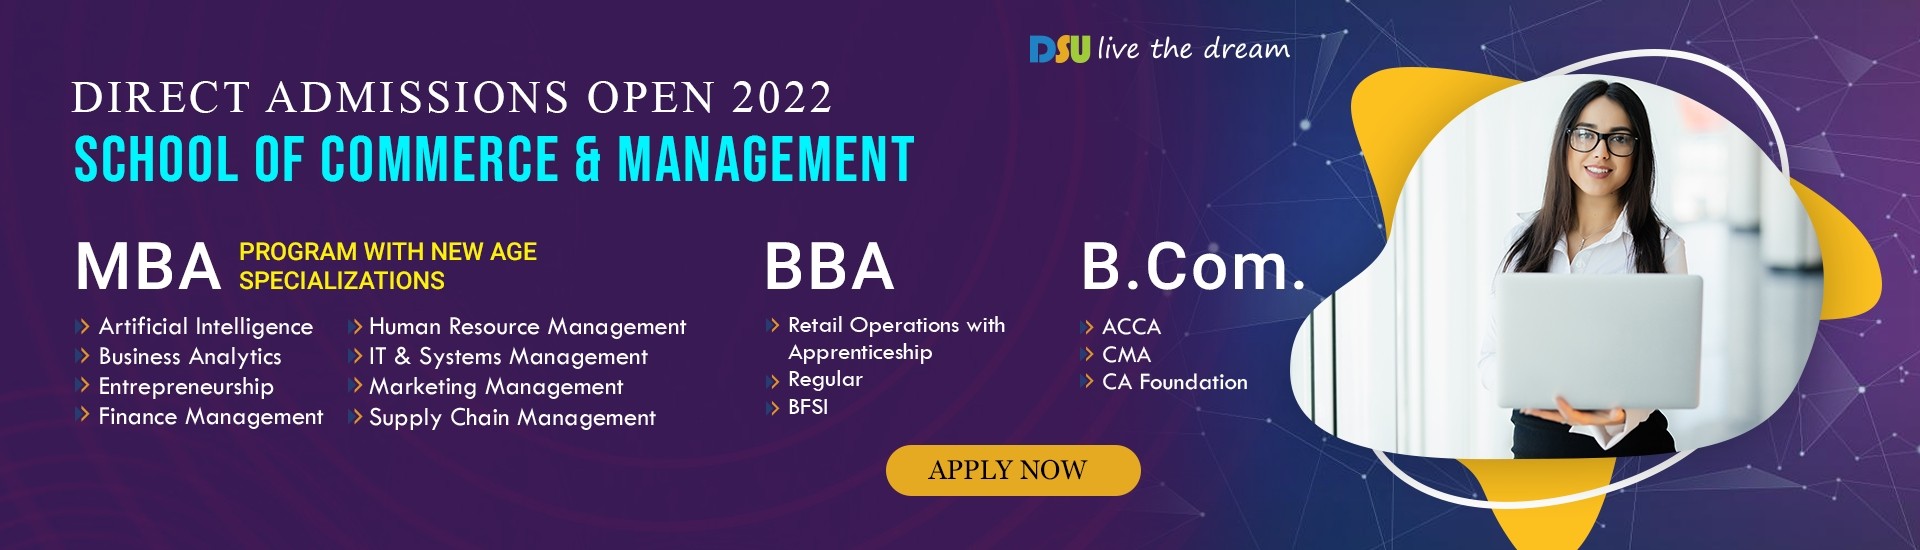 DSU live the dream
DIRECT ADMISSIONS OPEN 2022
SCHOOL OF COMMERCE & MANAGEMENT
MBA
PROGRAM WITH NEW AGE
SPECIALIZATIONS
Artificial Intelligence
Business Analytics
Entrepreneurship
Finance Management
Human Resource Management
IT & Systems Management
Marketing Management
Supply Chain Management
BBA
Retail Operations with
Apprenticeship
Regular
BFSI
B.Com.
ACCA
CMA
CA Foundation
APPLY NOW